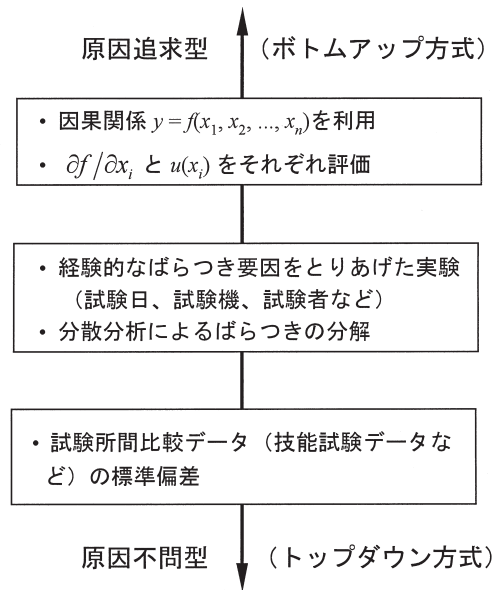 原因追求型 （ボトムアップ方式）
・ 因果関係 y = f(x₁, x₂, ..., xₙ)を利用
・ ∂f/∂xᵢ と u(xᵢ) をそれぞれ評価
・ 経験的なばらつき要因をとりあげた実験
（試験日、試験機、試験者など）
・ 分散分析によるばらつきの分解
・ 試験所間比較データ（技能試験データな
ど）の標準偏差
原因不問型 （トップダウン方式）